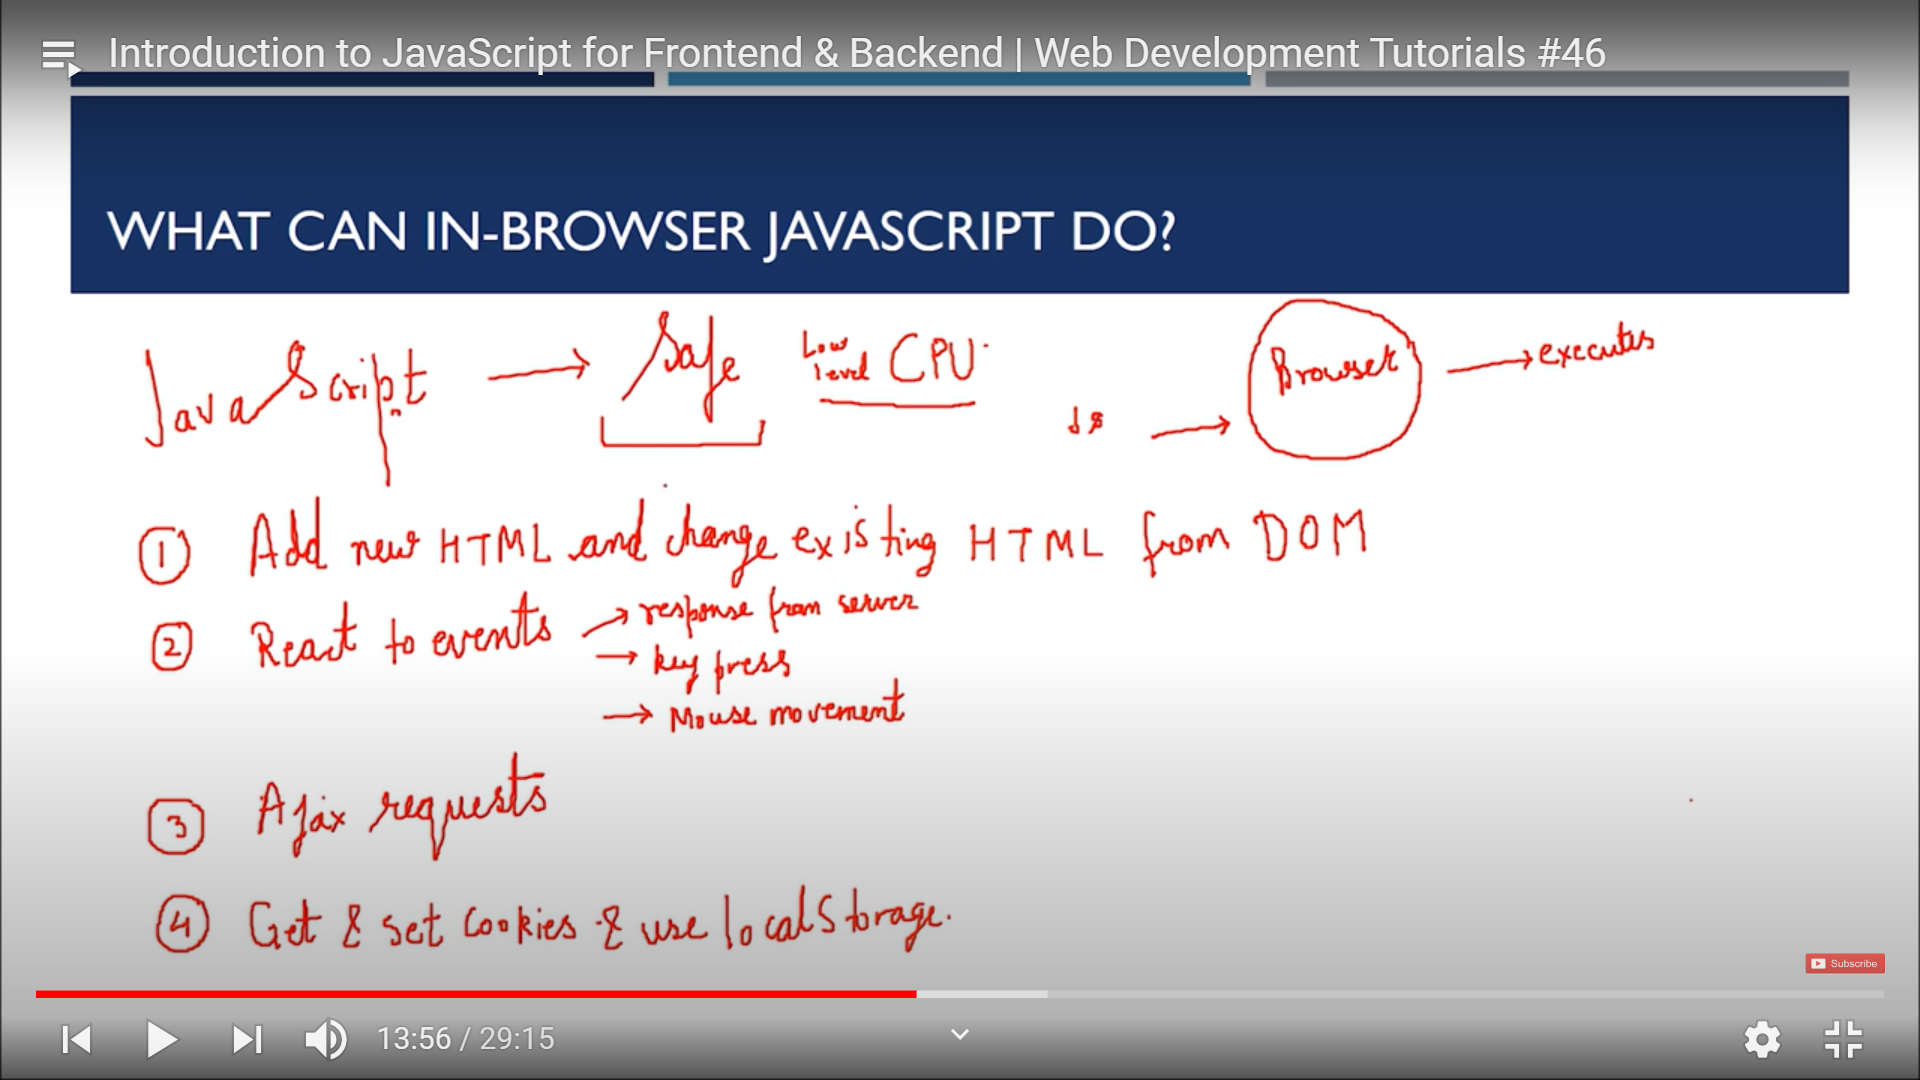 Introduction to JavaScript for Frontend & Backend | Web Development Tutorials #46
WHAT CAN IN-BROWSER JAVASCRIPT DO?
JavaScript → Safe Low level CPU
Js → Browser → executes
1 Add new HTML and change existing HTML from DOM
2 React to events → response from server
→ key press
→ Mouse movement
3 Ajax requests
4 Get & set cookies & use localStorage.
Subscribe
13:56 / 29:15